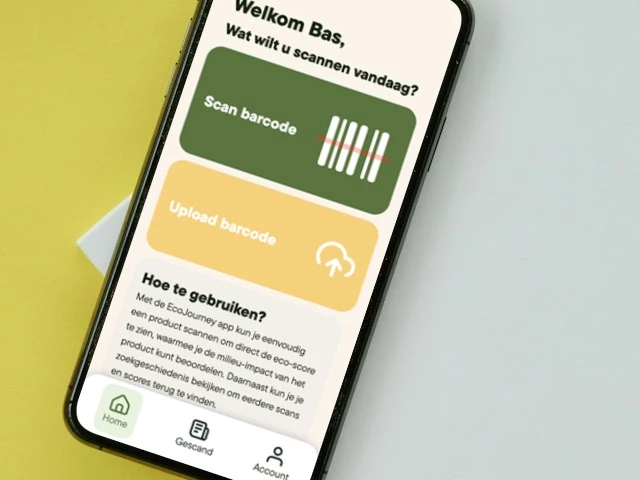 Welkom Bas,
Wat wilt u scannen vandaag?
Scan barcode
Upload barcode
Hoe te gebruiken?
Met de EcoJourney app kun je eenvoudig
een product scannen om direct de eco-score
te zien, waarmee je de milieu-impact van het
product kunt beoordelen. Daarnaast kun je je
zoekgeschiedenis bekijken om eerdere scans
en scores terug te vinden.
Home
Gescand
Account